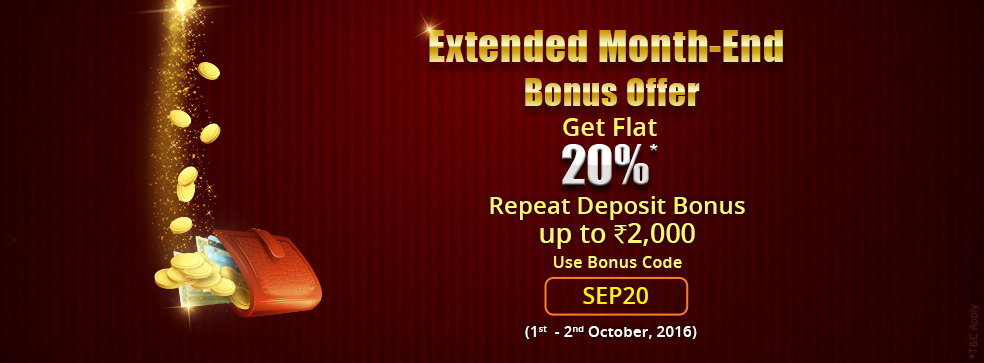 Extended Month-End
Bonus Offer
Get Flat
20%*
Repeat Deposit Bonus
up to ₹2,000
Use Bonus Code
SEP20
(1st - 2nd October, 2016)
*T&C Apply